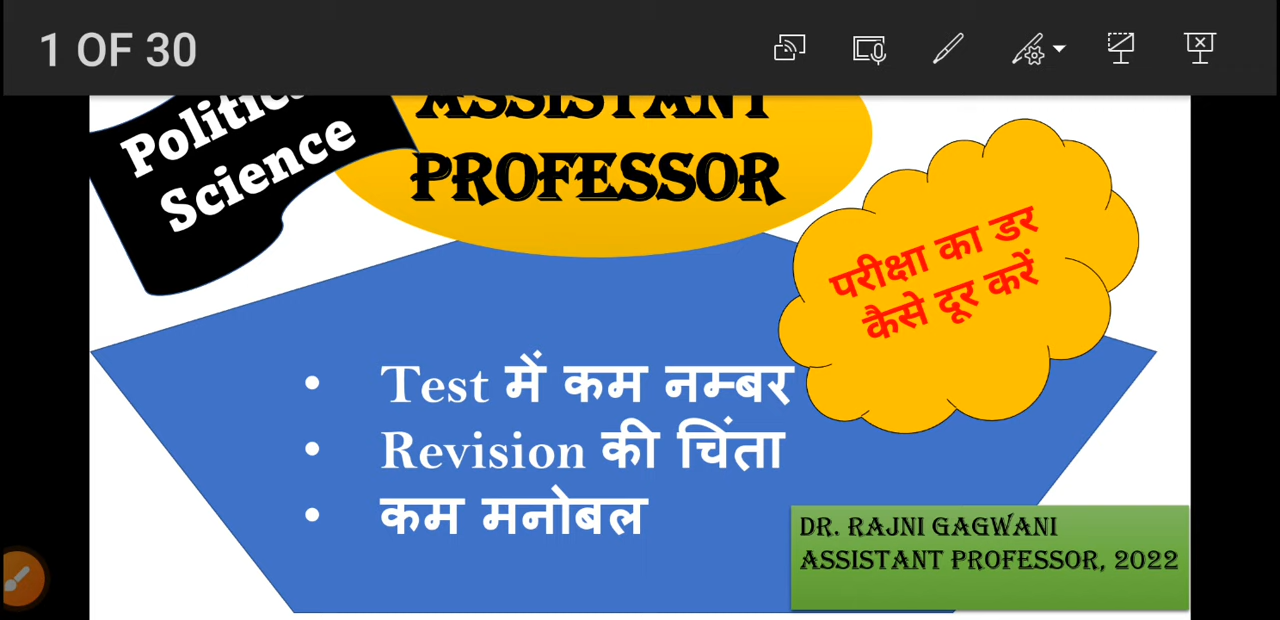 1 OF 30
Politic
Science
ASSISTANT
PROFESSOR
परीक्षा का डर
कैसे दूर करें
• Test में कम नम्बर
• Revision की चिंता
• कम मनोबल
DR. RAJNI GAGWANI
ASSISTANT PROFESSOR, 2022